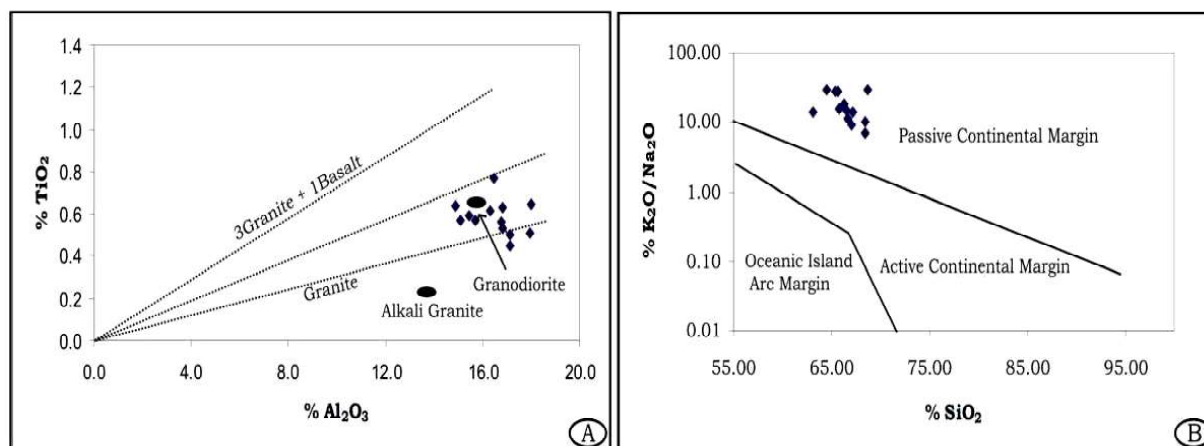 1.4
1.2
1.0
0.8
0.6
0.4
0.2
0.0
0.0
4.0
8.0
12.0
16.0
20.0
% TiO₂
% Al₂O₃
3Granite + 1Basalt
Granite
Granodiorite
Alkali Granite
A
100.00
10.00
1.00
0.10
0.01
55.00
65.00
75.00
85.00
95.00
% K₂O/Na₂O
% SiO₂
Passive Continental Margin
Oceanic Island
Arc Margin
Active Continental Margin
B